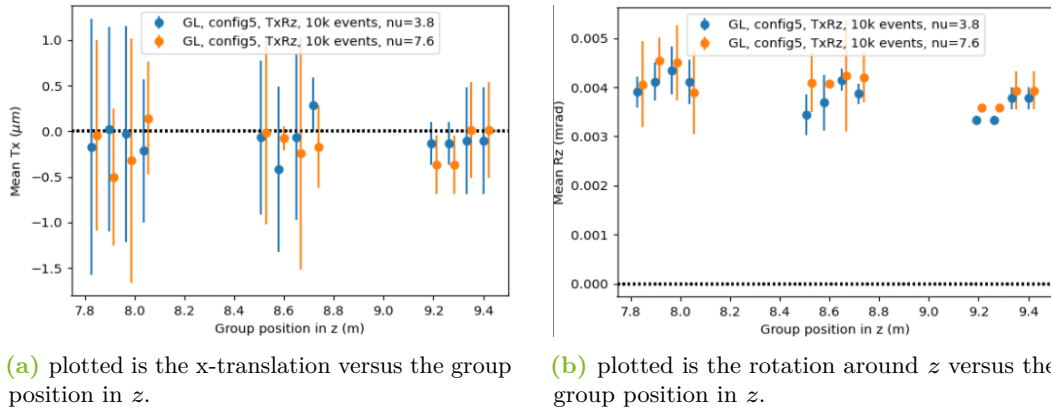 GL, config5, TxRz, 10k events, nu=3.8
GL, config5, TxRz, 10k events, nu=7.6
1.0
0.5
0.0
−0.5
−1.0
−1.5
Mean Tx (μm)
7.8 8.0 8.2 8.4 8.6 8.8 9.0 9.2 9.4
Group position in z (m)
GL, config5, TxRz, 10k events, nu=3.8
GL, config5, TxRz, 10k events, nu=7.6
0.005
0.004
0.003
0.002
0.001
0.000
Mean Rz (mrad)
7.8 8.0 8.2 8.4 8.6 8.8 9.0 9.2 9.4
Group position in z (m)
(a) plotted is the x-translation versus the group
position in z.
(b) plotted is the rotation around z versus the
group position in z.